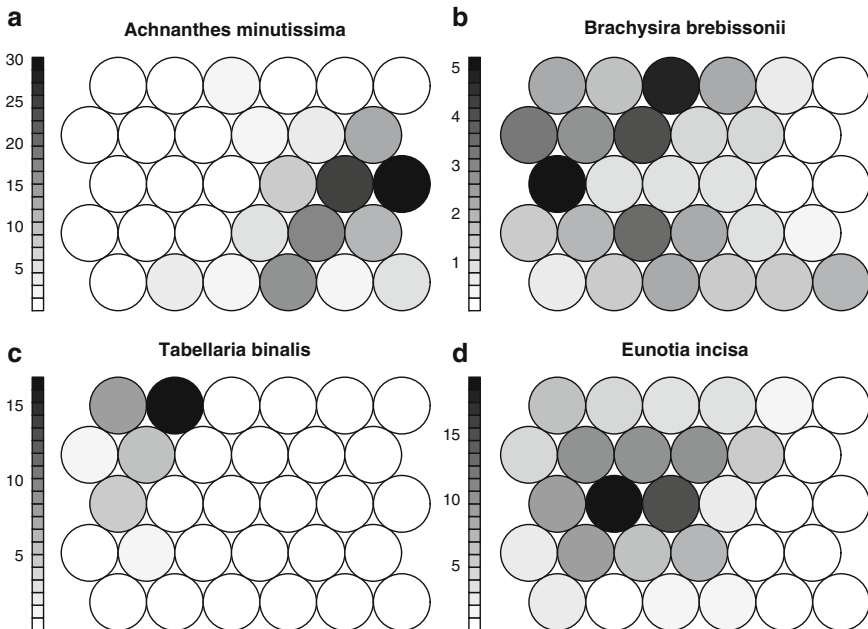 a
Achnanthes minutissima
30
25
20
15
10
5
b
Brachysira brebissonii
5
4
3
2
1
c
Tabellaria binalis
15
10
5
d
Eunotia incisa
15
10
5